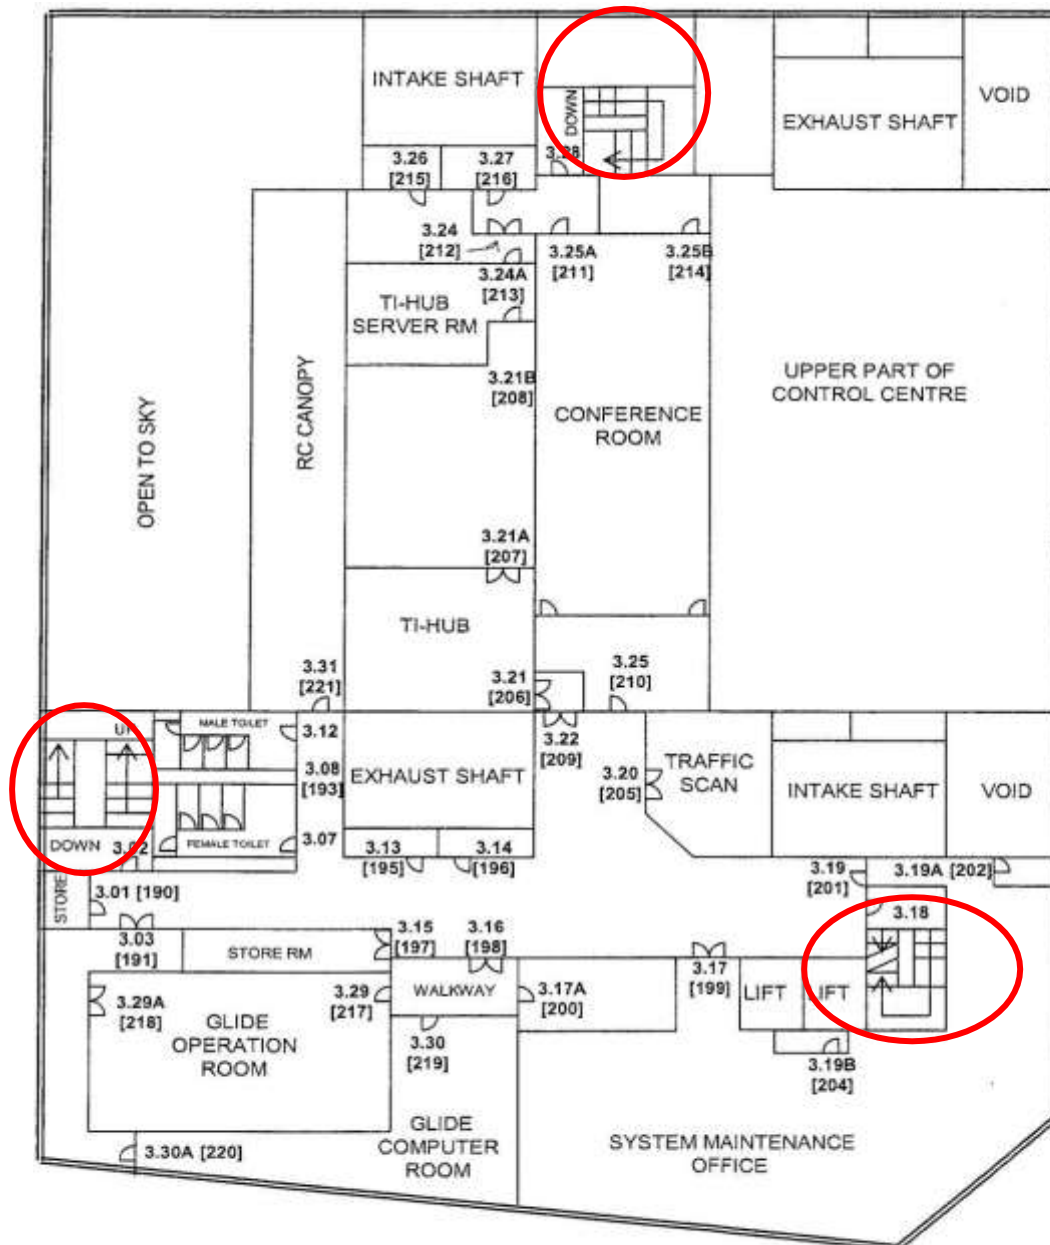 INTAKE SHAFT
DOWN
EXHAUST SHAFT
VOID
3.26
[215]
3.27
[216]
3.28
3.24
[212]
3.25A
[211]
3.25B
[214]
3.24A
[213]
TI-HUB
SERVER RM
3.21B
[208]
UPPER PART OF
CONTROL CENTRE
CONFERENCE
ROOM
RC CANOPY
OPEN TO SKY
3.21A
[207]
TI-HUB
3.31
[221]
3.21
[206]
3.25
[210]
UP
MALE TOILET
3.12
3.22
[209]
3.08
[193]
EXHAUST SHAFT
3.20
[205]
TRAFFIC
SCAN
INTAKE SHAFT
VOID
DOWN
3.02
FEMALE TOILET
3.07
3.13
[195]
3.14
[196]
3.19
[201]
3.19A [202]
STORE
3.01 [190]
3.18
3.03
[191]
STORE RM
3.15
[197]
3.16
[198]
3.17
[199]
3.29A
[218]
GLIDE
OPERATION
ROOM
3.29
[217]
WALKWAY
3.17A
[200]
LIFT
LIFT
3.30
[219]
3.19B
[204]
3.30A [220]
GLIDE
COMPUTER
ROOM
SYSTEM MAINTENANCE
OFFICE